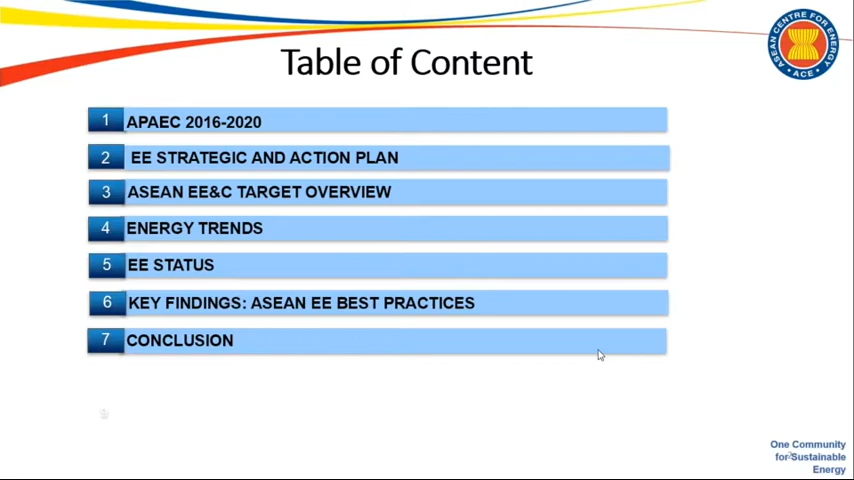 Table of Content
ASEAN CENTRE FOR ENERGY
ACE
1 APAEC 2016-2020
2 EE STRATEGIC AND ACTION PLAN
3 ASEAN EE&C TARGET OVERVIEW
4 ENERGY TRENDS
5 EE STATUS
6 KEY FINDINGS: ASEAN EE BEST PRACTICES
7 CONCLUSION
One Community
for Sustainable
Energy